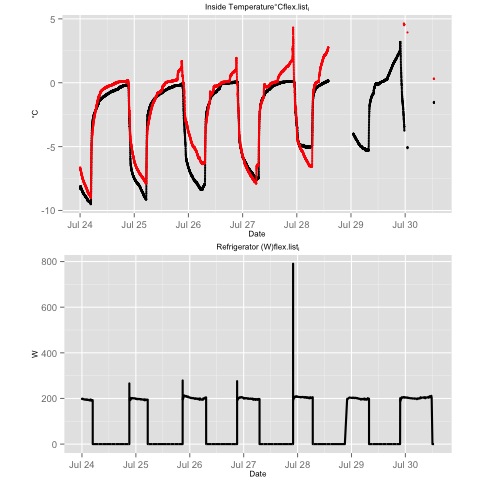 Inside Temperature°Cflex.list,
5
0
-5
-10
°C
Jul 24 Jul 25 Jul 26 Jul 27 Jul 28 Jul 29 Jul 30
Date
Refrigerator (W)flex.list,
800
600
400
200
0
W
Jul 24 Jul 25 Jul 26 Jul 27 Jul 28 Jul 29 Jul 30
Date